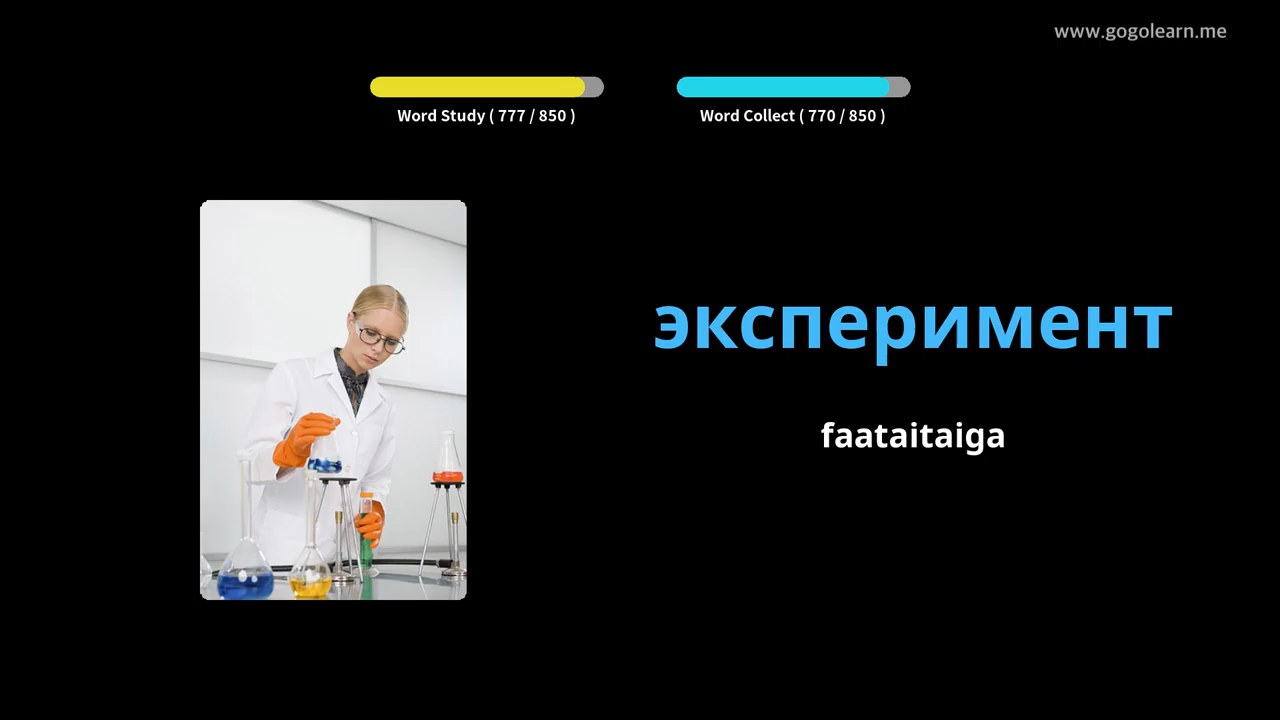 www.gogolearn.me
Word Study ( 777 / 850 )
Word Collect ( 770 / 850 )
эксперимент
faataitaiga